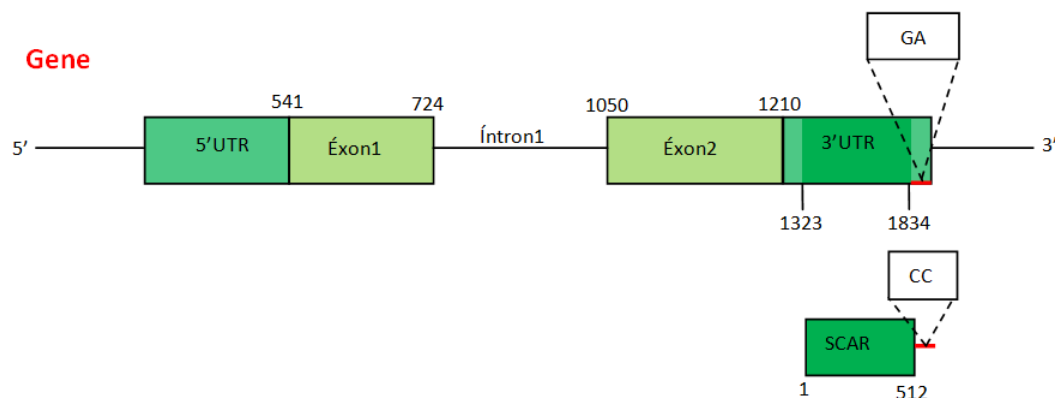 GA
Gene
541
724
1050
1210
5’
5’UTR
Éxon1
Íntron1
Éxon2
3’UTR
3’
1323
1834
CC
SCAR
1
512